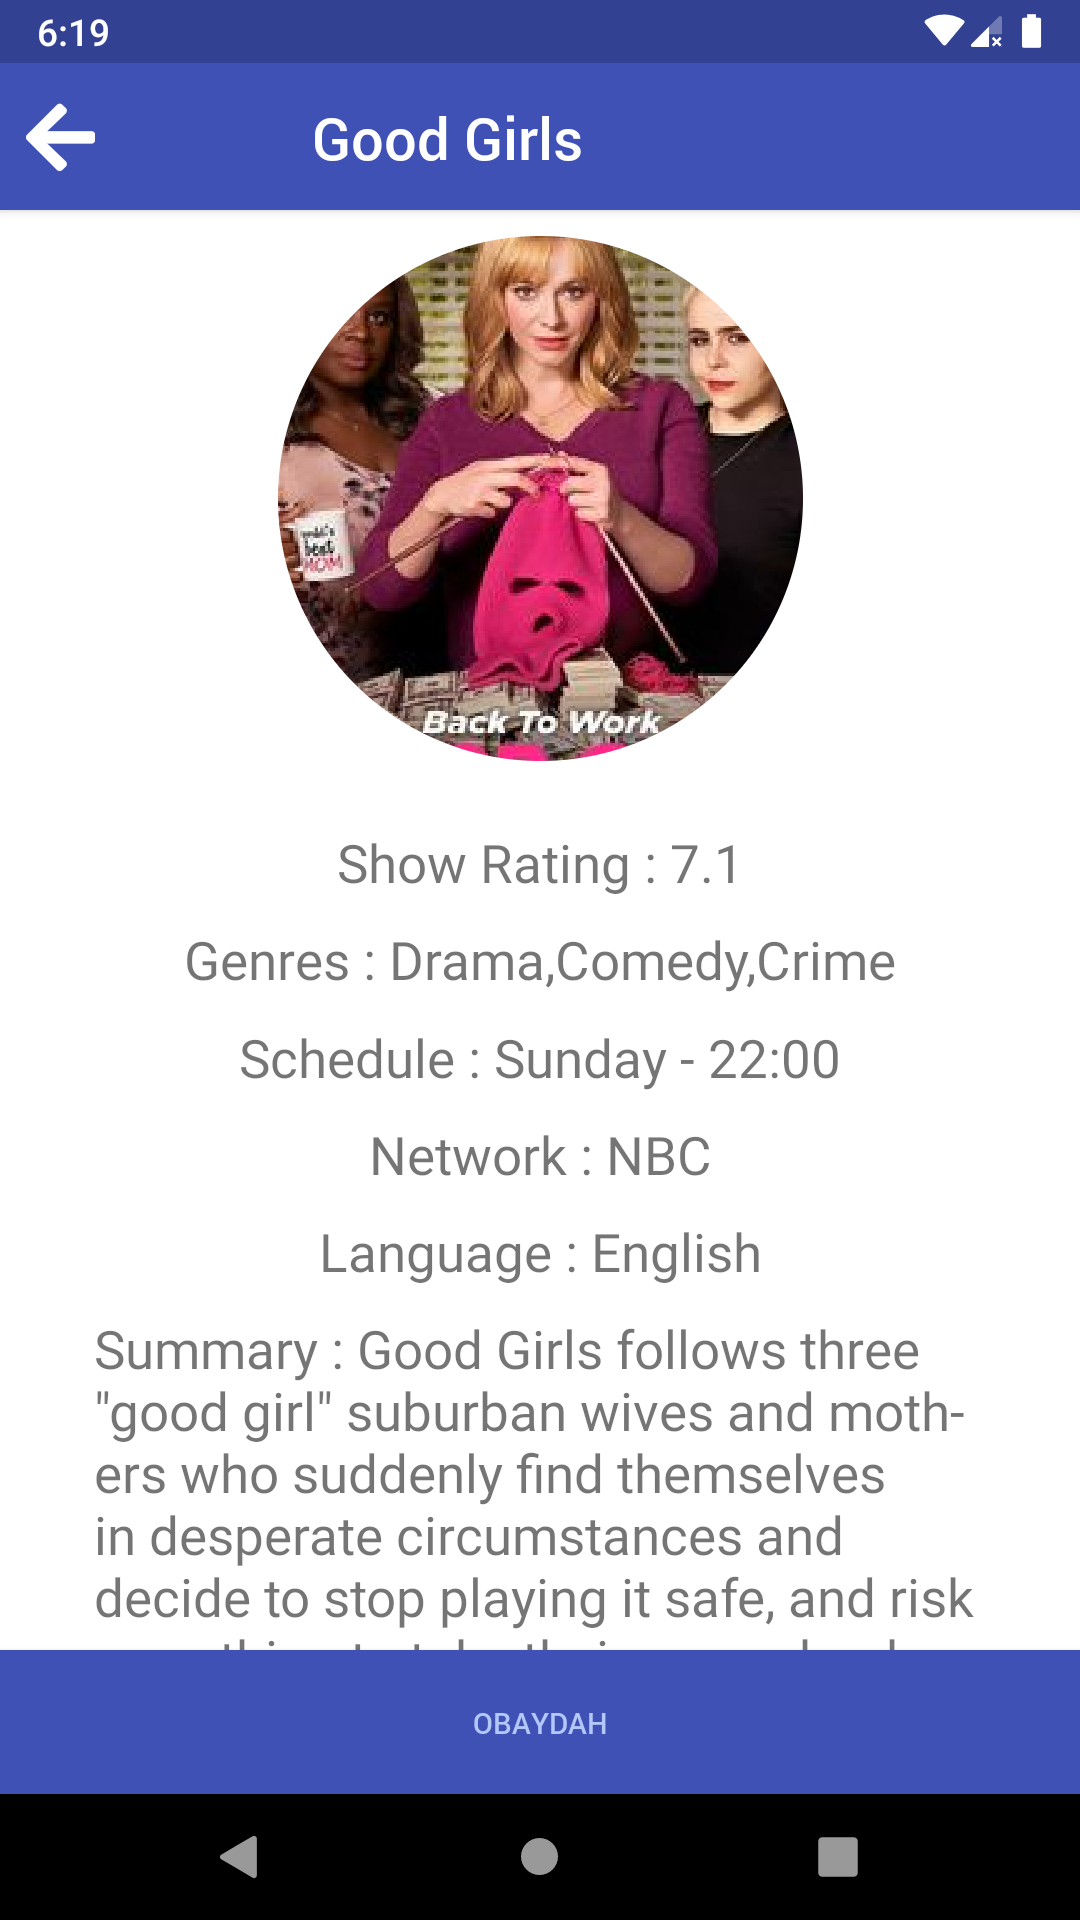 6:19
Good Girls
world's
best
MOM
Back To Work
Show Rating : 7.1
Genres : Drama,Comedy,Crime
Schedule : Sunday - 22:00
Network : NBC
Language : English
Summary : Good Girls follows three
"good girl" suburban wives and moth-
ers who suddenly find themselves
in desperate circumstances and
decide to stop playing it safe, and risk
OBAYDAH